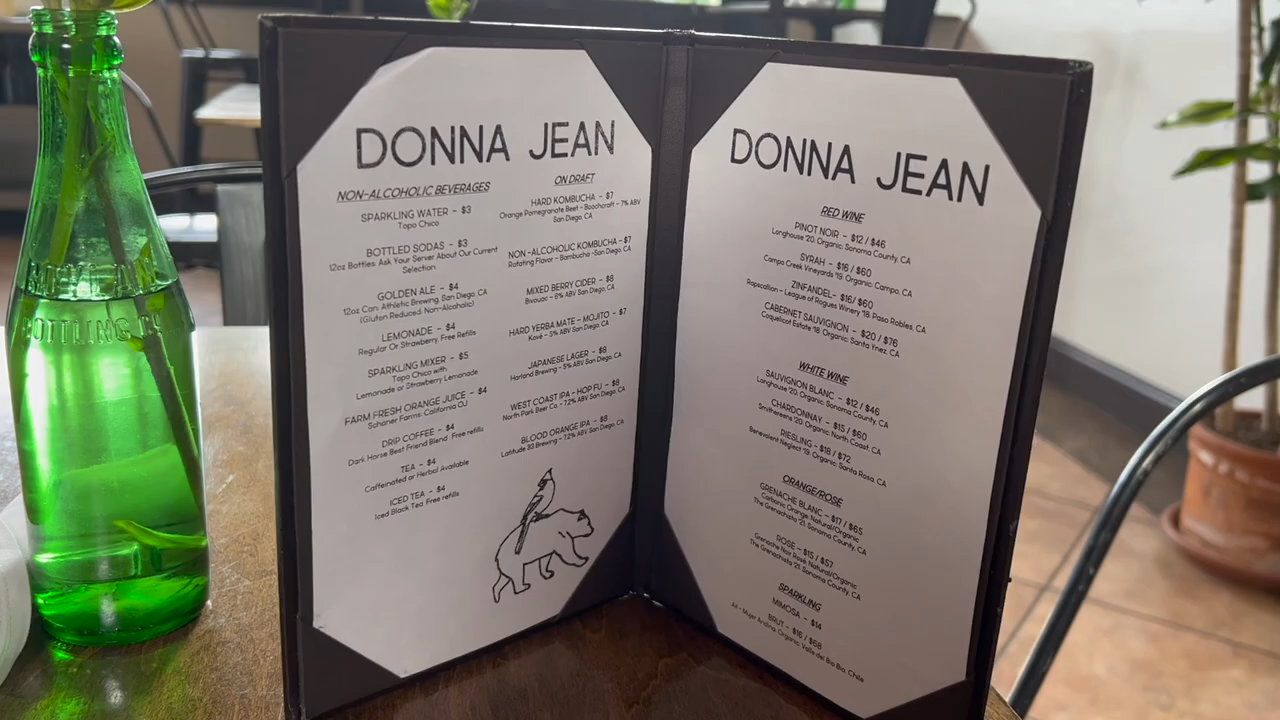 DONNA JEAN
NON-ALCOHOLIC BEVERAGES
SPARKLING WATER - $3
Topo Chico
BOTTLED SODAS - $3
12oz Bottles: Ask Your Server About Our Current
Selection
GOLDEN ALE - $4
12oz Can. Athletic Brewing. San Diego, CA
(Gluten Reduced. Non-Alcoholic)
LEMONADE - $4
Regular Or Strawberry. Free Refills
SPARKLING MIXER - $5
Topo Chico with
Lemonade or Strawberry Lemonade
FARM FRESH ORANGE JUICE - $4
Schaner Farms. California OJ
DRIP COFFEE - $4
Dark Horse Best Friend Blend. Free refills
TEA - $4
Caffeinated or Herbal Available
ICED TEA - $4
Iced Black Tea. Free refills
ON DRAFT
HARD KOMBUCHA - $7
Orange Pomegranate Beet - Boochcraft - 7% ABV
San Diego, CA
NON-ALCOHOLIC KOMBUCHA - $7
Rotating Flavor - Bambucha -San Diego, CA
MIXED BERRY CIDER - $8
Bivouac - 6% ABV San Diego, CA
HARD YERBA MATE - MOJITO - $7
Kové - 5% ABV San Diego, CA
JAPANESE LAGER - $8
Harland Brewing - 5% ABV San Diego, CA
WEST COAST IPA - HOP FU - $8
North Park Beer Co. - 7.2% ABV San Diego, CA
BLOOD ORANGE IPA - $8
Latitude 33 Brewing - 7.2% ABV San Diego, CA
DONNA JEAN
RED WINE
PINOT NOIR - $12 / $46
Longhouse '20: Organic: Sonoma County, CA
SYRAH - $16 / $60
Campo Creek Vineyards '19: Organic: Campo, CA
ZINFANDEL- $16/ $60
Rapscallion - League of Rogues Winery '18: Paso Robles, CA
CABERNET SAUVIGNON - $20 / $76
Coquelicot Estate '18: Organic: Santa Ynez, CA
WHITE WINE
SAUVIGNON BLANC - $12 / $46
Longhouse '20: Organic: Sonoma County, CA
CHARDONNAY - $15 / $60
Smithereens '20: Organic: North Coast, CA
RIESLING - $18 / $72
Benevolent Neglect '19: Organic: Santa Rosa, CA
ORANGE/ROSÉ
GRENACHE BLANC - $17 / $65
Carbonic Orange: Natural/Organic
The Grenachista '21: Sonoma County, CA
ROSÉ - $15 / $57
Grenache Noir Rosé: Natural/Organic
The Grenachista '21: Sonoma County, CA
SPARKLING
MIMOSA - $14
BRUT - $16 / $68
Aii - Mujer Andina: Organic: Valle del Bío Bío, Chile
BOTTLING